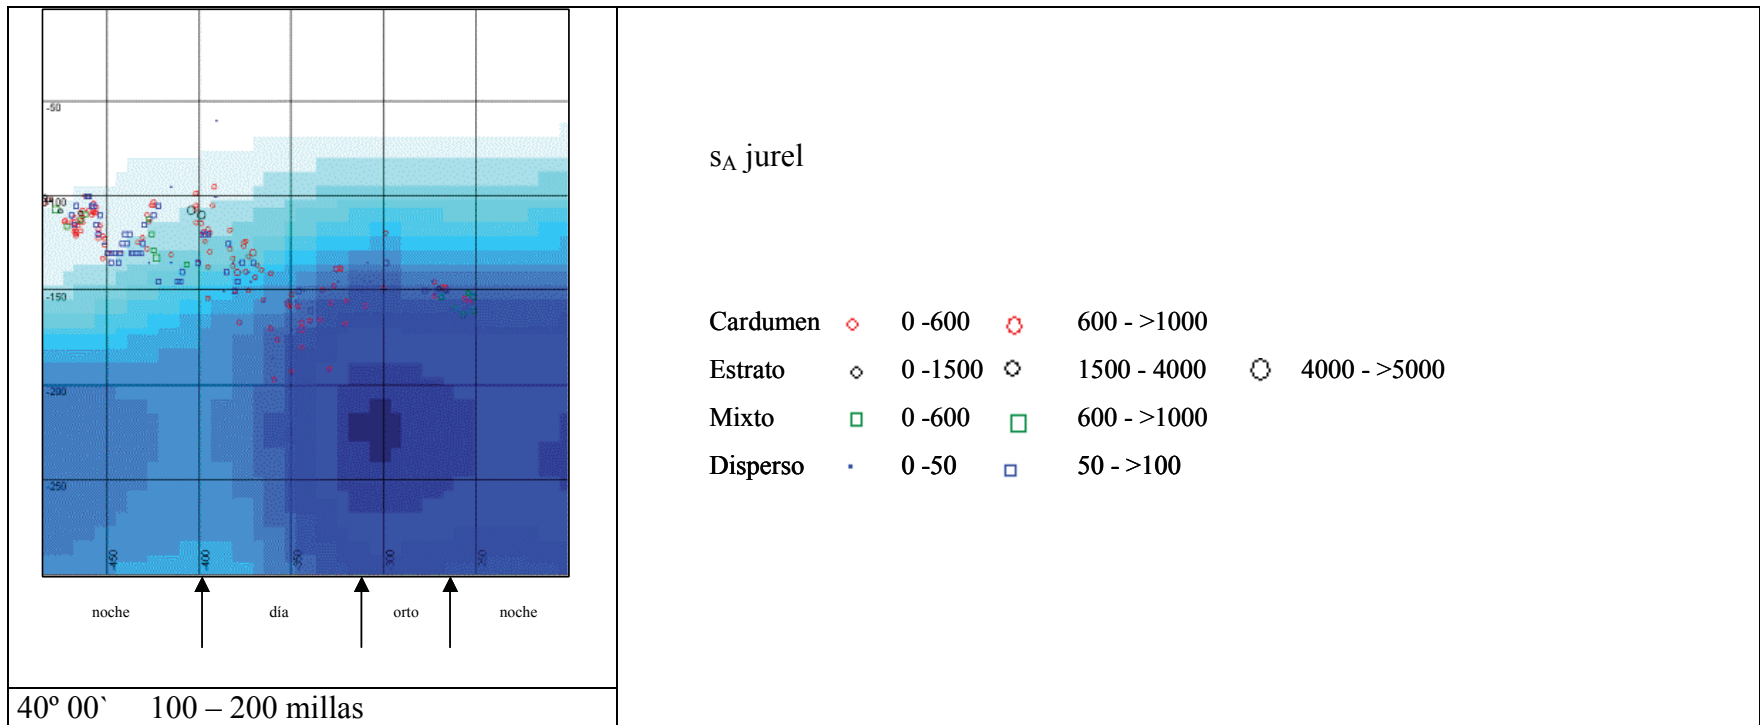 -50
-100
-150
-200
-250
-450
-400
-350
-300
-250
noche día orto noche
40º 00` 100 – 200 millas
sA jurel
Cardumen 0 -600 600 - >1000
Estrato 0 -1500 1500 - 4000 4000 - >5000
Mixto 0 -600 600 - >1000
Disperso 0 -50 50 - >100